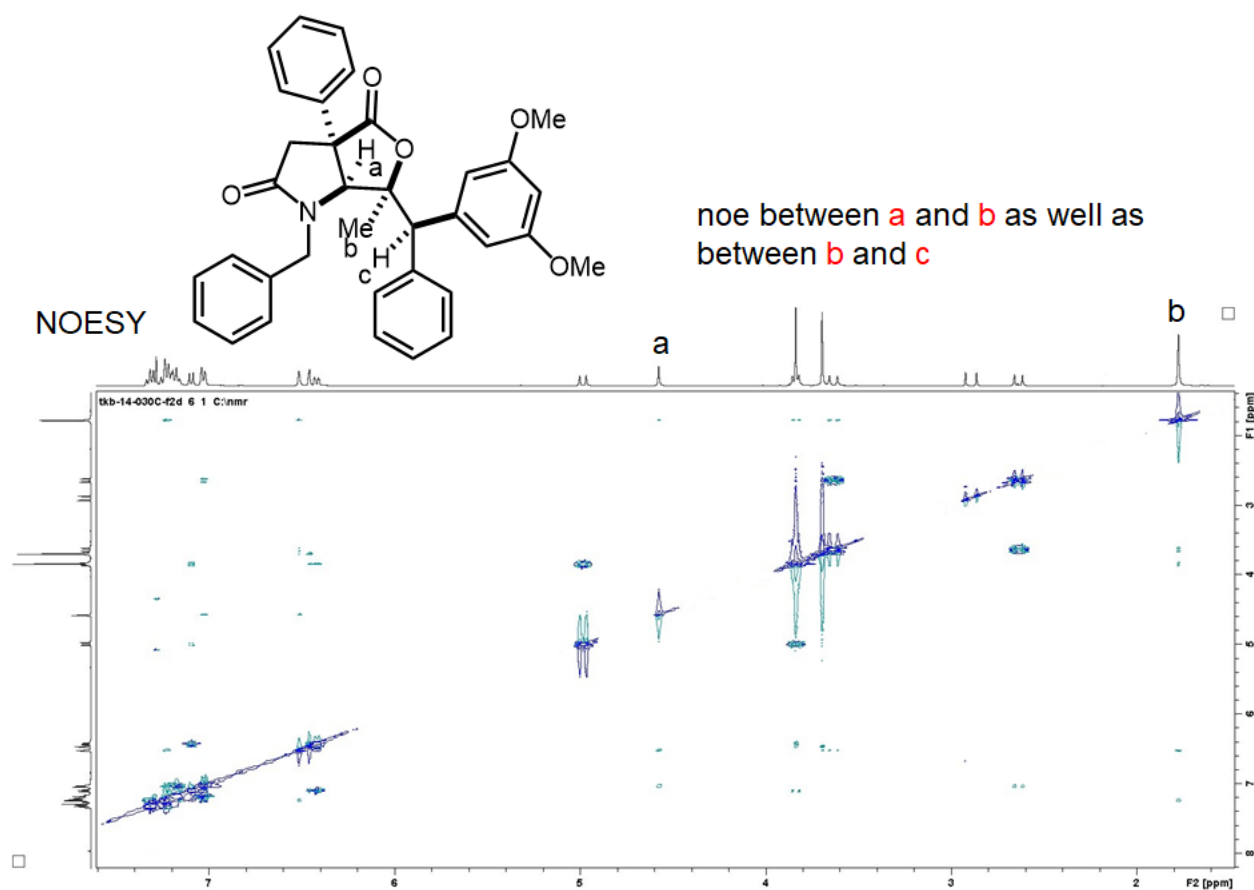 O
O
OMe
H
a
O
O
N
Me
b
H
c
OMe
noe between a and b as well as
between b and c
NOESY
a
b
tkb-14-030C-f2d 6 1 C:\nmr
F1 [ppm]
3
4
5
6
7
8
7
6
5
4
3
2
F2 [ppm]